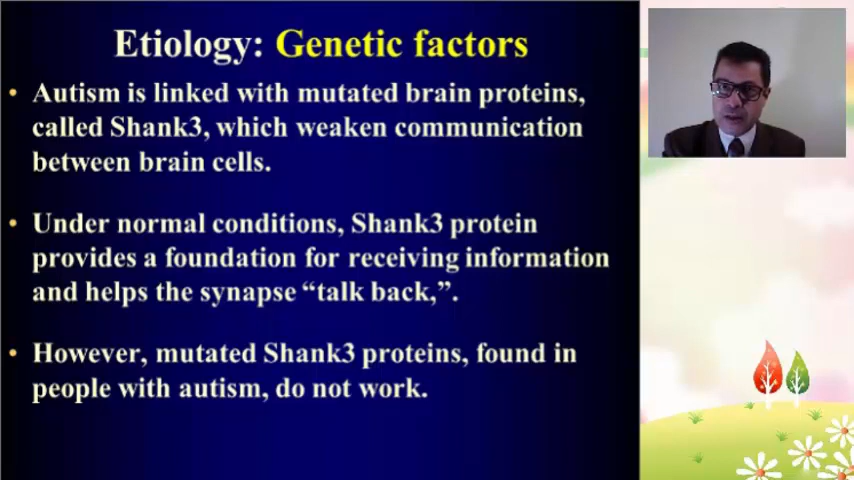 Etiology: Genetic factors
• Autism is linked with mutated brain proteins,
called Shank3, which weaken communication
between brain cells.
• Under normal conditions, Shank3 protein
provides a foundation for receiving information
and helps the synapse “talk back,”.
• However, mutated Shank3 proteins, found in
people with autism, do not work.